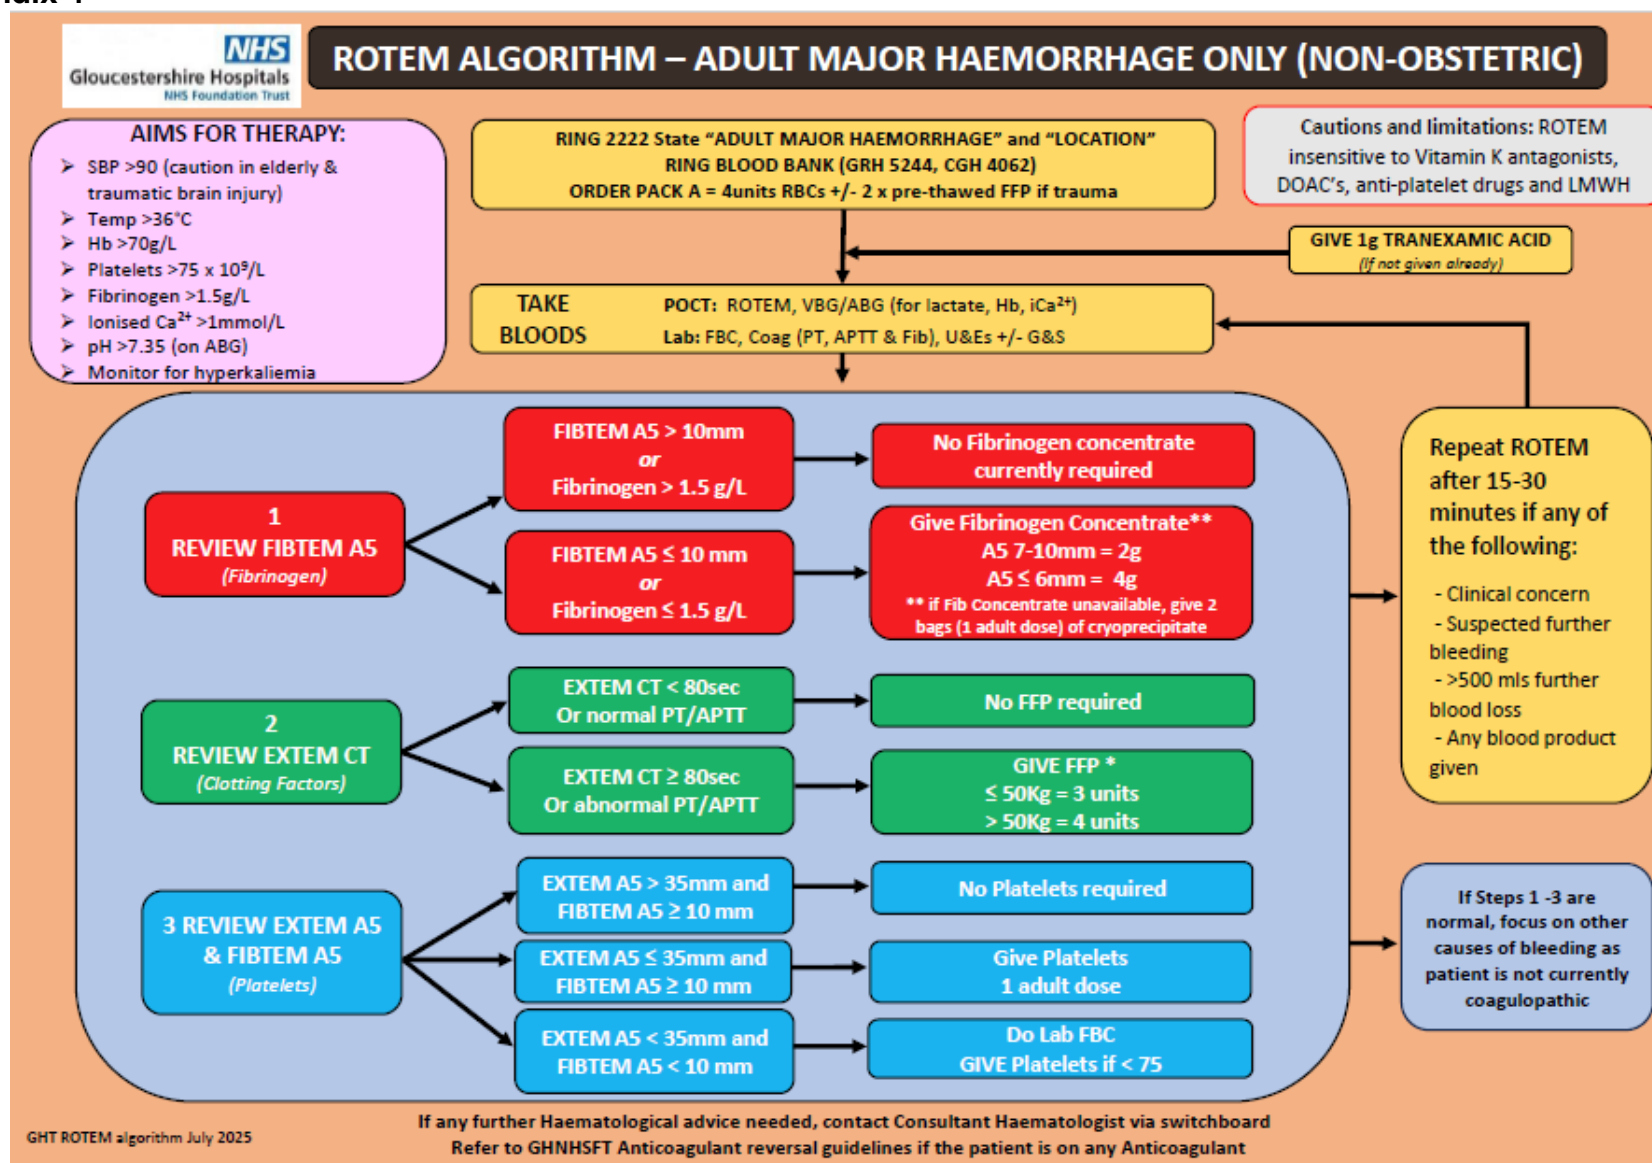 NHS
Gloucestershire Hospitals
NHS Foundation Trust
ROTEM ALGORITHM – ADULT MAJOR HAEMORRHAGE ONLY (NON-OBSTETRIC)
AIMS FOR THERAPY:
➢ SBP >90 (caution in elderly &
traumatic brain injury)
➢ Temp >36°C
➢ Hb >70g/L
➢ Platelets >75 x 10⁹/L
➢ Fibrinogen >1.5g/L
➢ Ionised Ca²⁺ >1mmol/L
➢ pH >7.35 (on ABG)
➢ Monitor for hyperkaliemia
RING 2222 State “ADULT MAJOR HAEMORRHAGE” and “LOCATION”
RING BLOOD BANK (GRH 5244, CGH 4062)
ORDER PACK A = 4units RBCs +/- 2 x pre-thawed FFP if trauma
Cautions and limitations: ROTEM
insensitive to Vitamin K antagonists,
DOAC’s, anti-platelet drugs and LMWH
GIVE 1g TRANEXAMIC ACID
(If not given already)
TAKE
BLOODS
POCT: ROTEM, VBG/ABG (for lactate, Hb, iCa²⁺)
Lab: FBC, Coag (PT, APTT & Fib), U&Es +/- G&S
1
REVIEW FIBTEM A5
(Fibrinogen)
FIBTEM A5 > 10mm
or
Fibrinogen > 1.5 g/L
No Fibrinogen concentrate
currently required
FIBTEM A5 ≤ 10 mm
or
Fibrinogen ≤ 1.5 g/L
Give Fibrinogen Concentrate**
A5 7-10mm = 2g
A5 ≤ 6mm = 4g
** if Fib Concentrate unavailable, give 2
bags (1 adult dose) of cryoprecipitate
2
REVIEW EXTEM CT
(Clotting Factors)
EXTEM CT < 80sec
Or normal PT/APTT
No FFP required
EXTEM CT ≥ 80sec
Or abnormal PT/APTT
GIVE FFP *
≤ 50Kg = 3 units
> 50Kg = 4 units
3 REVIEW EXTEM A5
& FIBTEM A5
(Platelets)
EXTEM A5 > 35mm and
FIBTEM A5 ≥ 10 mm
No Platelets required
EXTEM A5 ≤ 35mm and
FIBTEM A5 ≥ 10 mm
Give Platelets
1 adult dose
EXTEM A5 < 35mm and
FIBTEM A5 < 10 mm
Do Lab FBC
GIVE Platelets if < 75
Repeat ROTEM
after 15-30
minutes if any of
the following:
- Clinical concern
- Suspected further
bleeding
- >500 mls further
blood loss
- Any blood product
given
If Steps 1 -3 are
normal, focus on other
causes of bleeding as
patient is not currently
coagulopathic
GHT ROTEM algorithm July 2025
If any further Haematological advice needed, contact Consultant Haematologist via switchboard
Refer to GHNHSFT Anticoagulant reversal guidelines if the patient is on any Anticoagulant